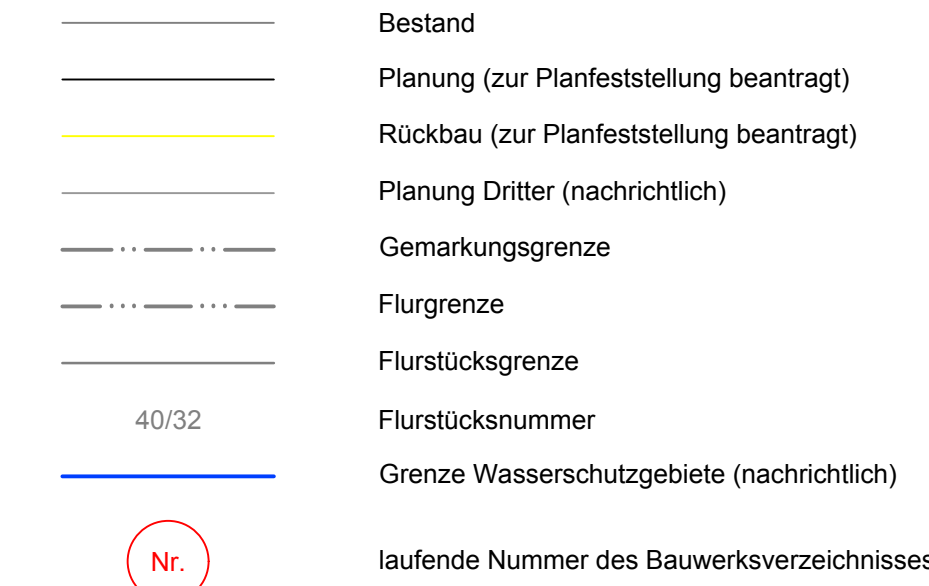 Bestand
Planung (zur Planfeststellung beantragt)
Rückbau (zur Planfeststellung beantragt)
Planung Dritter (nachrichtlich)
Gemarkungsgrenze
Flurgrenze
Flurstücksgrenze
40/32 Flurstücksnummer
Grenze Wasserschutzgebiete (nachrichtlich)
Nr. laufende Nummer des Bauwerksverzeichnisses